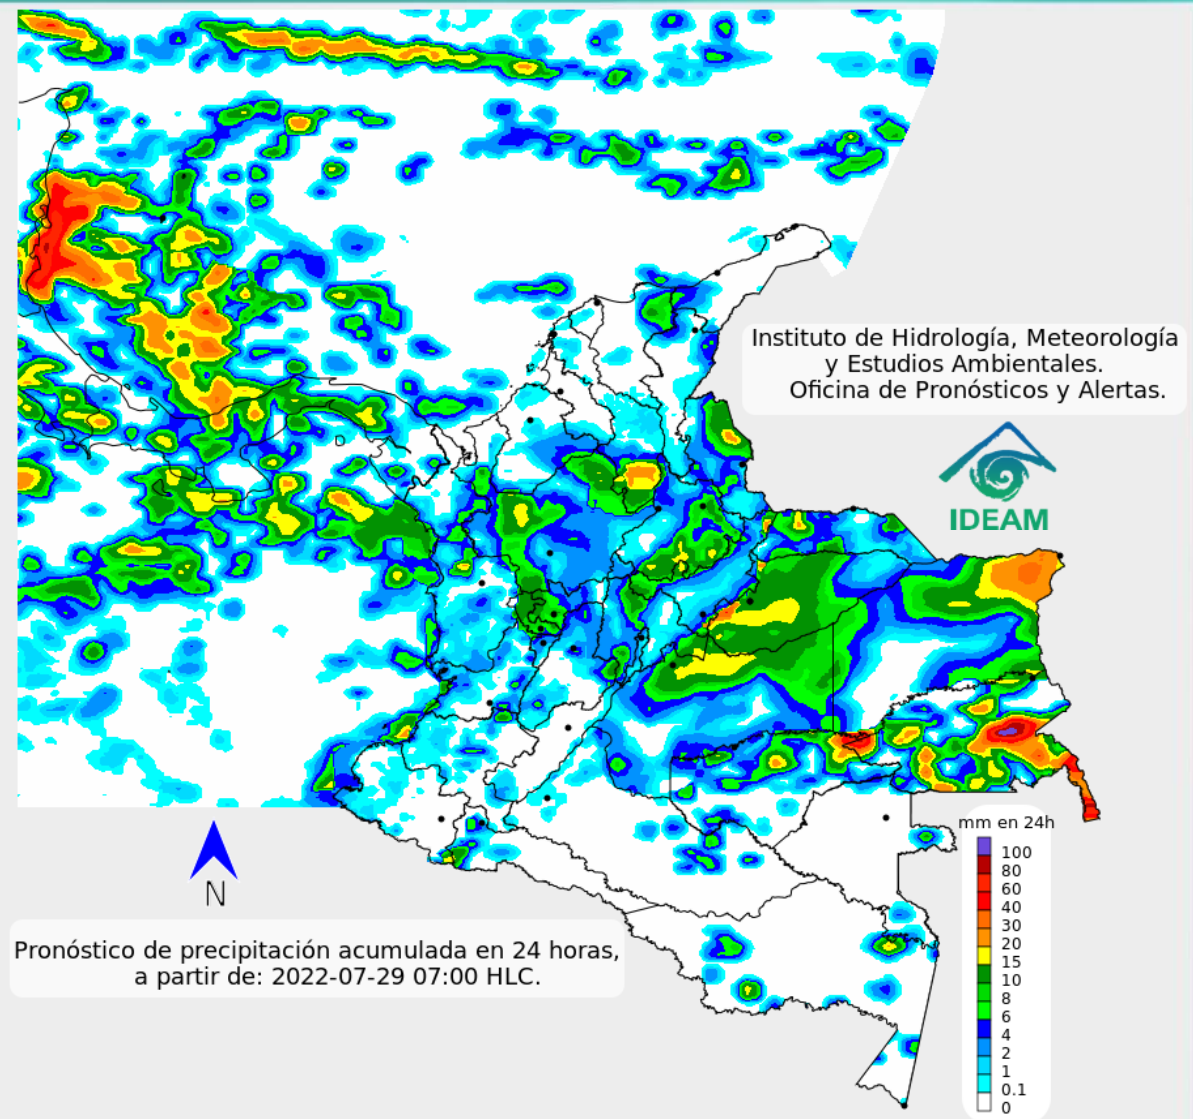 Instituto de Hidrología, Meteorología
y Estudios Ambientales.
Oficina de Pronósticos y Alertas.
IDEAM
mm en 24h
100
80
60
40
30
20
15
10
8
6
4
2
1
0.1
0
N
Pronóstico de precipitación acumulada en 24 horas,
a partir de: 2022-07-29 07:00 HLC.